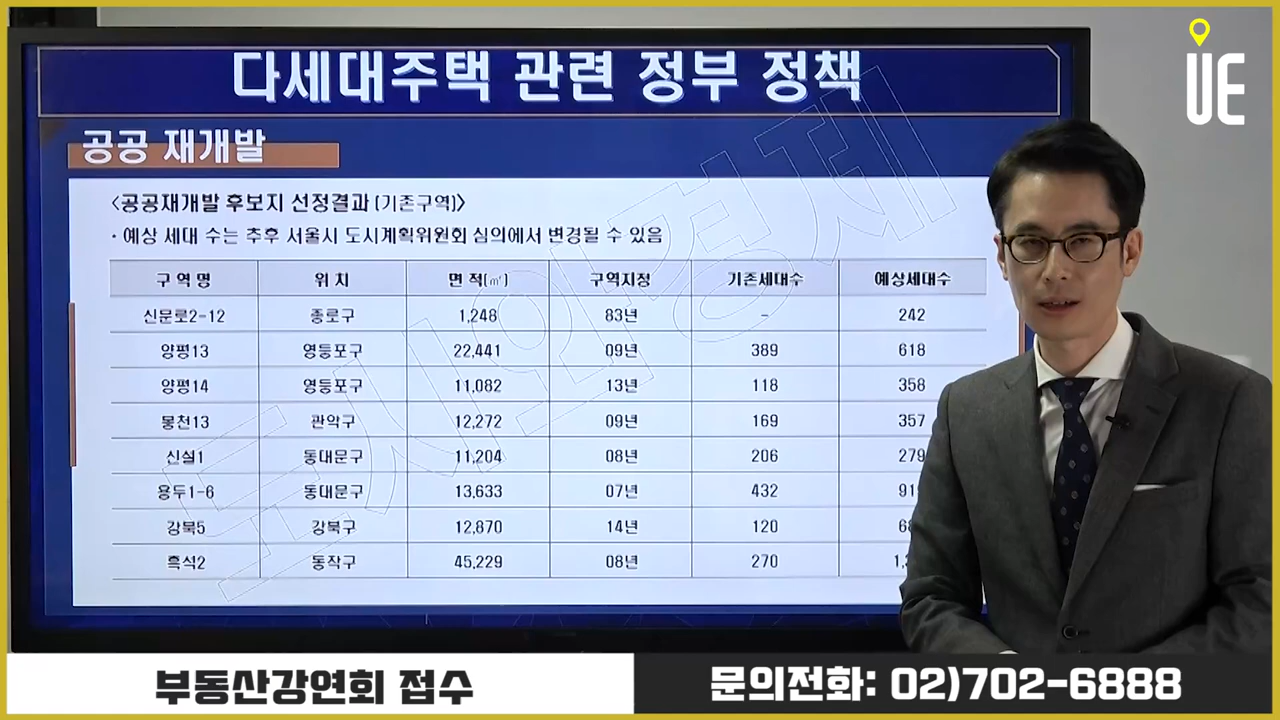 다세대주택 관련 정부 정책
UE
공공 재개발
<공공재개발 후보지 선정결과 (기존구역)>
· 예상 세대 수는 추후 서울시 도시계획위원회 심의에서 변경될 수 있음
구역명 위치 면적(㎡) 구역지정 기존세대수 예상세대수
신문로2-12 종로구 1,248 83년 - 242
양평13 영등포구 22,441 09년 389 618
양평14 영등포구 11,082 13년 118 358
봉천13 관악구 12,272 09년 169 357
신설1 동대문구 11,204 08년 206 279
용두1-6 동대문구 13,633 07년 432
강북5 강북구 12,870 14년 120
흑석2 동작구 45,229 08년 270
도시와경제
부동산강연회 접수
문의전화: 02)702-6888